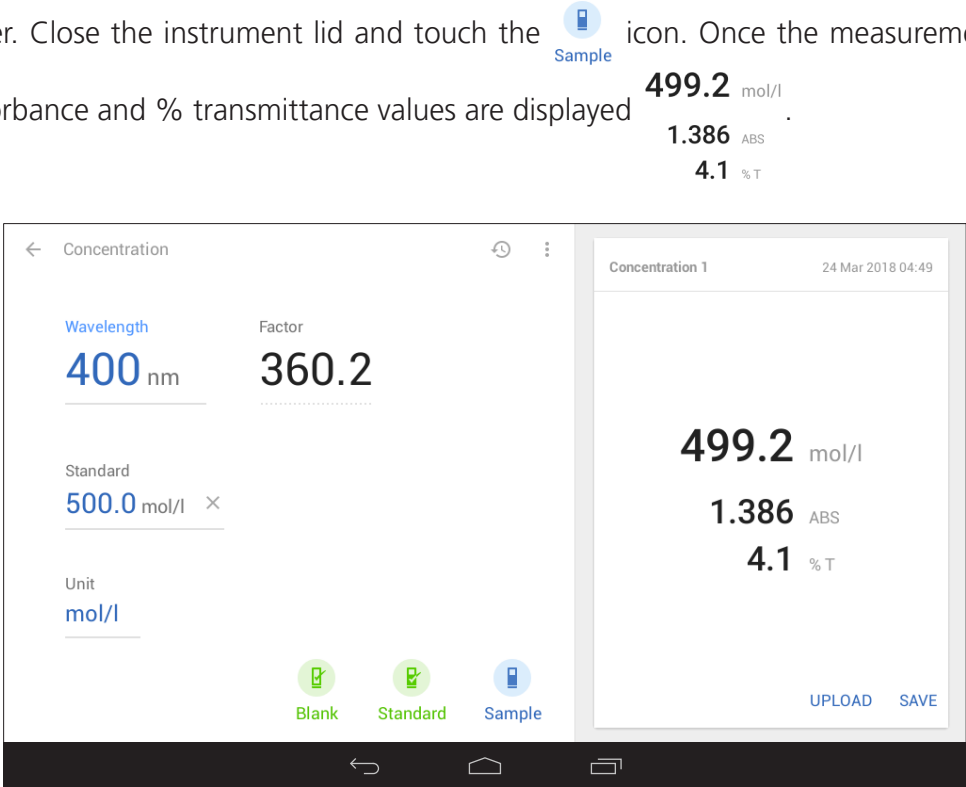 er. Close the instrument lid and touch the Sample icon. Once the measureme
orbance and % transmittance values are displayed 499.2 mol/l 1.386 ABS 4.1 % T .
← Concentration
Concentration 1 24 Mar 2018 04:49
Wavelength Factor
400 nm 360.2
499.2 mol/l
Standard
500.0 mol/l ×
1.386 ABS
4.1 % T
Unit
mol/l
Blank Standard Sample
UPLOAD SAVE